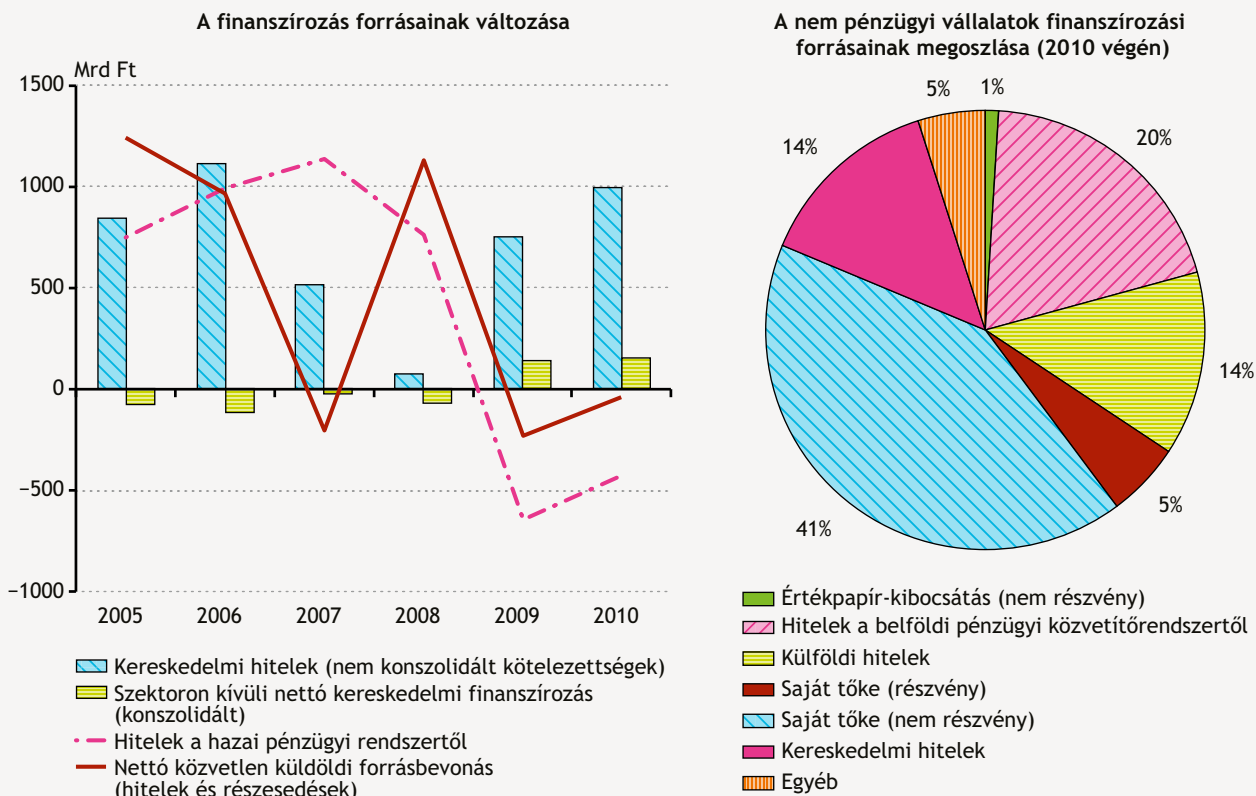 A finanszírozás forrásainak változása
Mrd Ft
1500
1000
500
0
−500
−1000
2005 2006 2007 2008 2009 2010
Kereskedelmi hitelek (nem konszolidált kötelezettségek)
Szektoron kívüli nettó kereskedelmi finanszírozás
(konszolidált)
Hitelek a hazai pénzügyi rendszertől
Nettó közvetlen küldöldi forrásbevonás
(hitelek és részesedések)
A nem pénzügyi vállalatok finanszírozási
forrásainak megoszlása (2010 végén)
5% 1%
14%
20%
14%
5%
41%
Értékpapír-kibocsátás (nem részvény)
Hitelek a belföldi pénzügyi közvetítőrendszertől
Külföldi hitelek
Saját tőke (részvény)
Saját tőke (nem részvény)
Kereskedelmi hitelek
Egyéb